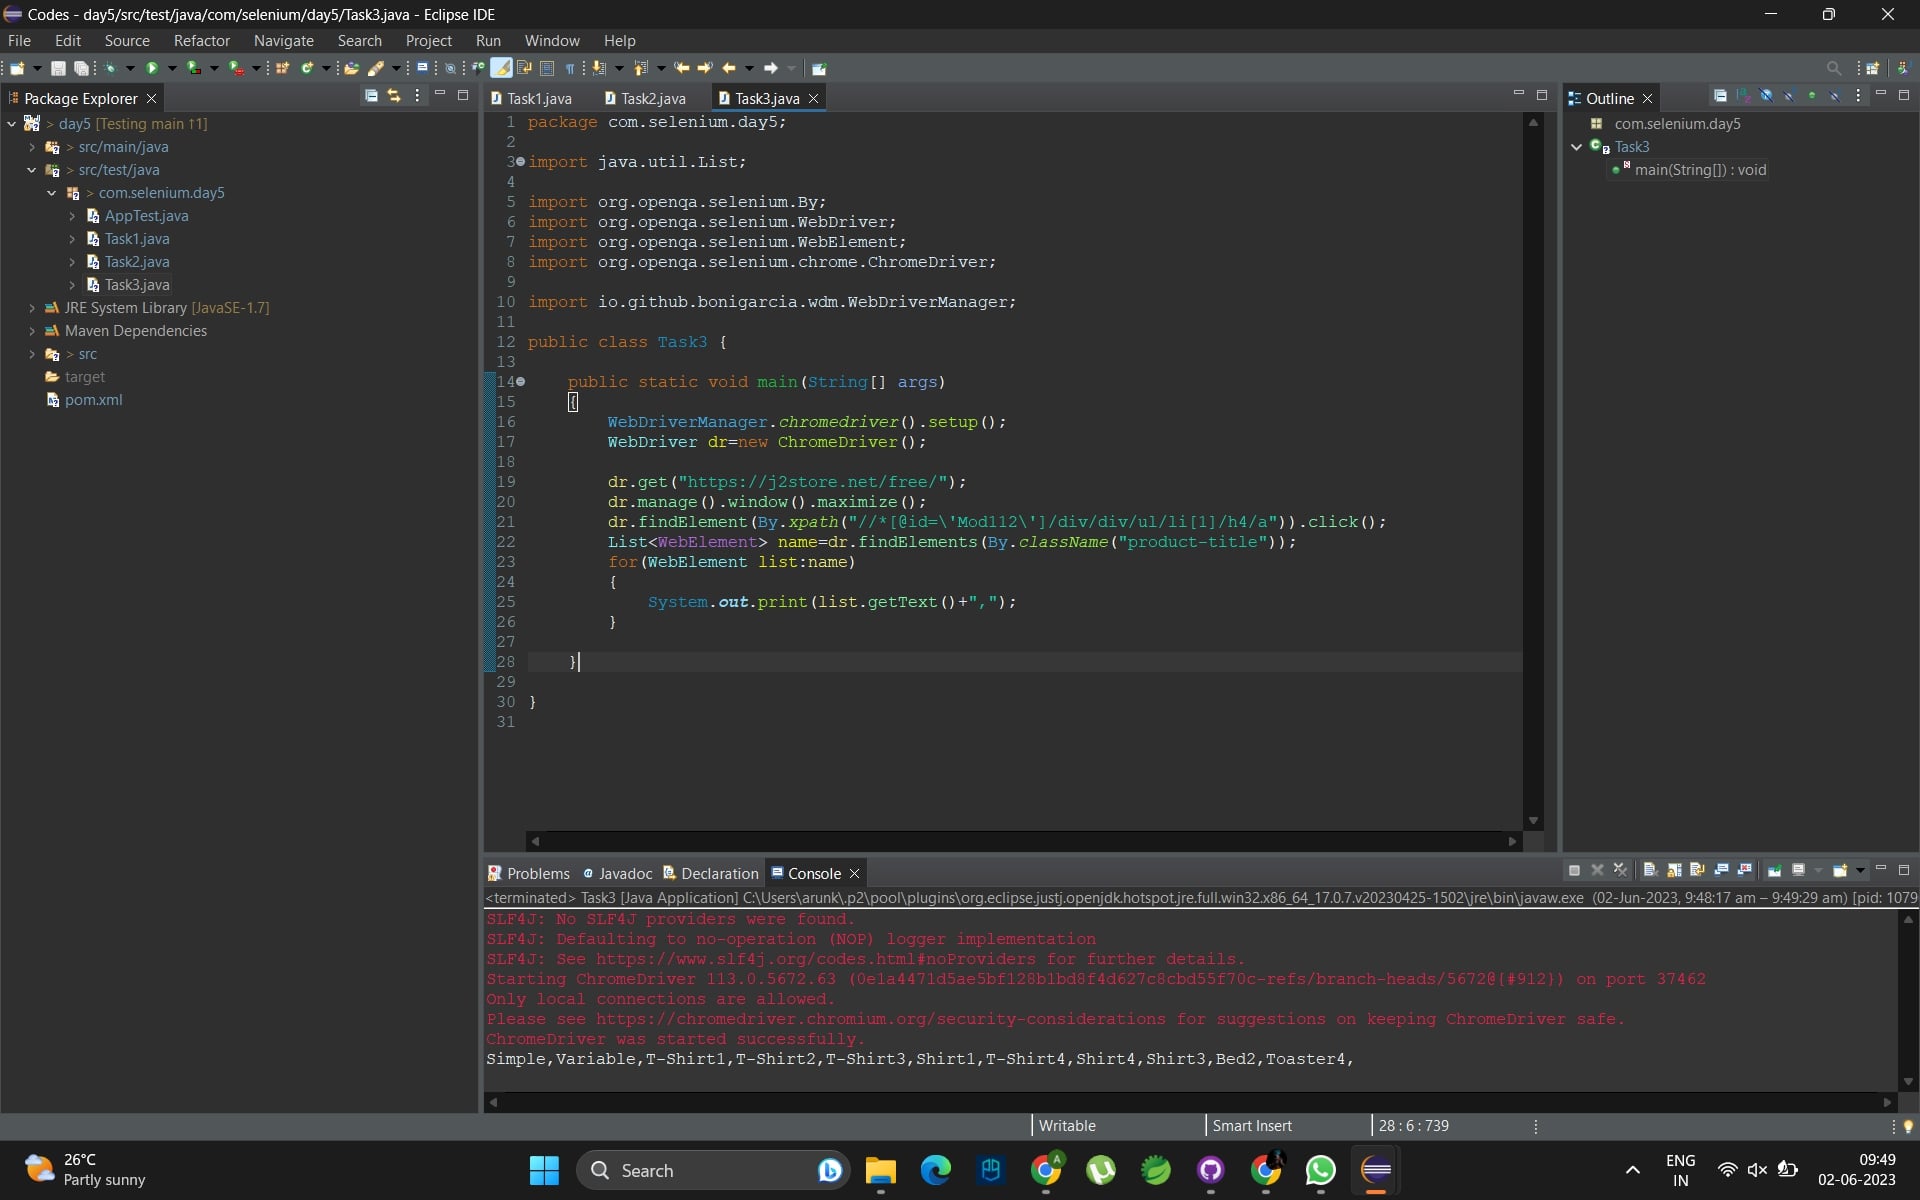 Codes - day5/src/test/java/com/selenium/day5/Task3.java - Eclipse IDE
File Edit Source Refactor Navigate Search Project Run Window Help
Package Explorer
Task1.java Task2.java Task3.java
Outline
> day5 [Testing main ↑1]
> src/main/java
> src/test/java
> com.selenium.day5
AppTest.java
Task1.java
Task2.java
Task3.java
JRE System Library [JavaSE-1.7]
Maven Dependencies
> src
target
pom.xml
1 package com.selenium.day5;
2
3 import java.util.List;
4
5 import org.openqa.selenium.By;
6 import org.openqa.selenium.WebDriver;
7 import org.openqa.selenium.WebElement;
8 import org.openqa.selenium.chrome.ChromeDriver;
9
10 import io.github.bonigarcia.wdm.WebDriverManager;
11
12 public class Task3 {
13
14 public static void main(String[] args)
15 {
16 WebDriverManager.chromedriver().setup();
17 WebDriver dr=new ChromeDriver();
18
19 dr.get("https://j2store.net/free/");
20 dr.manage().window().maximize();
21 dr.findElement(By.xpath("//*[@id=\'Mod112\']/div/div/ul/li[1]/h4/a")).click();
22 List<WebElement> name=dr.findElements(By.className("product-title"));
23 for(WebElement list:name)
24 {
25 System.out.print(list.getText()+",");
26 }
27
28 }
29
30 }
31
com.selenium.day5
Task3
main(String[]) : void
Problems Javadoc Declaration Console
<terminated> Task3 [Java Application] C:\Users\arunk\.p2\pool\plugins\org.eclipse.justj.openjdk.hotspot.jre.full.win32.x86_64_17.0.7.v20230425-1502\jre\bin\javaw.exe (02-Jun-2023, 9:48:17 am – 9:49:29 am) [pid: 1079
SLF4J: No SLF4J providers were found.
SLF4J: Defaulting to no-operation (NOP) logger implementation
SLF4J: See https://www.slf4j.org/codes.html#noProviders for further details.
Starting ChromeDriver 113.0.5672.63 (0e1a4471d5ae5bf128b1bd8f4d627c8cbd55f70c-refs/branch-heads/5672@{#912}) on port 37462
Only local connections are allowed.
Please see https://chromedriver.chromium.org/security-considerations for suggestions on keeping ChromeDriver safe.
ChromeDriver was started successfully.
Simple,Variable,T-Shirt1,T-Shirt2,T-Shirt3,Shirt1,T-Shirt4,Shirt4,Shirt3,Bed2,Toaster4,
Writable Smart Insert 28 : 6 : 739
26°C
Partly sunny
Search
ENG
IN
09:49
02-06-2023